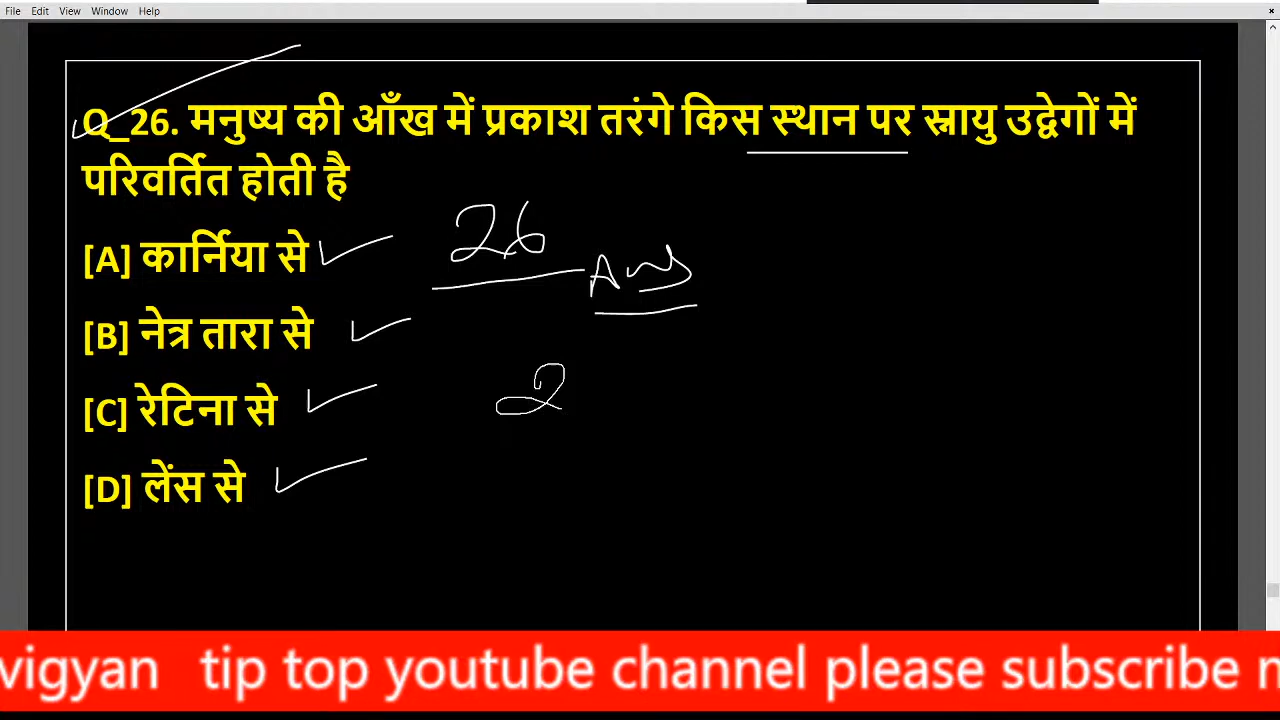 File Edit View Window Help
Q_26. मनुष्य की आँख में प्रकाश तरंगे किस स्थान पर स्नायु उद्वेगों में
परिवर्तित होती है
[A] कार्निया से
26
Ans
[B] नेत्र तारा से
2
[C] रेटिना से
[D] लेंस से
vigyan tip top youtube channel please subscribe m